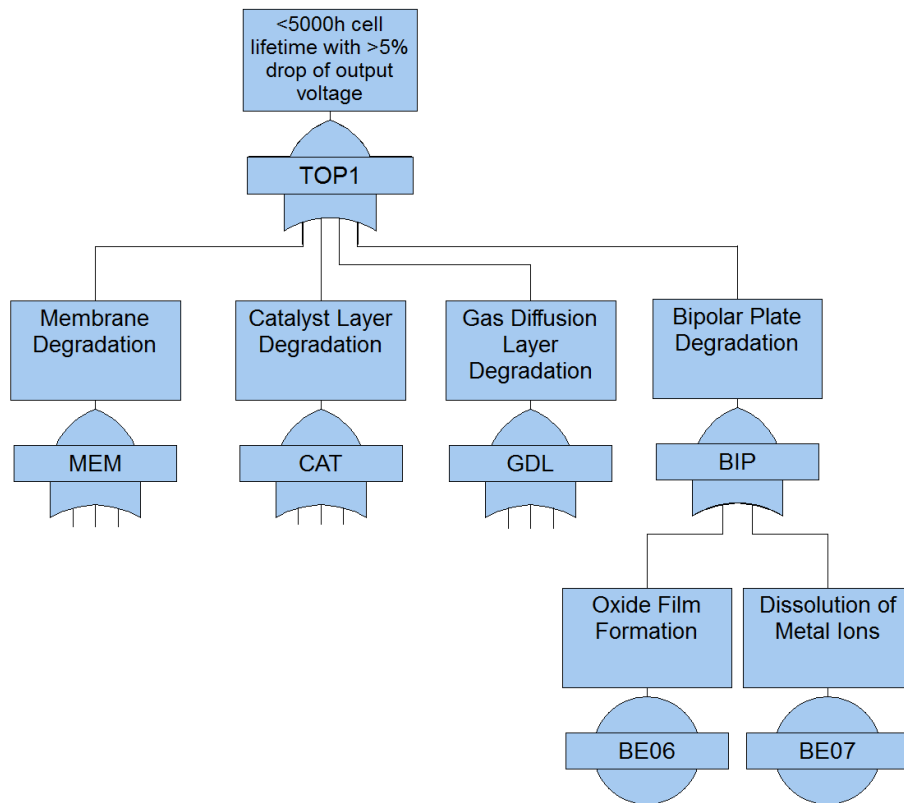 <5000h cell
lifetime with >5%
drop of output
voltage
TOP1
Membrane
Degradation
Catalyst Layer
Degradation
Gas Diffusion
Layer
Degradation
Bipolar Plate
Degradation
MEM
CAT
GDL
BIP
Oxide Film
Formation
Dissolution of
Metal Ions
BE06
BE07